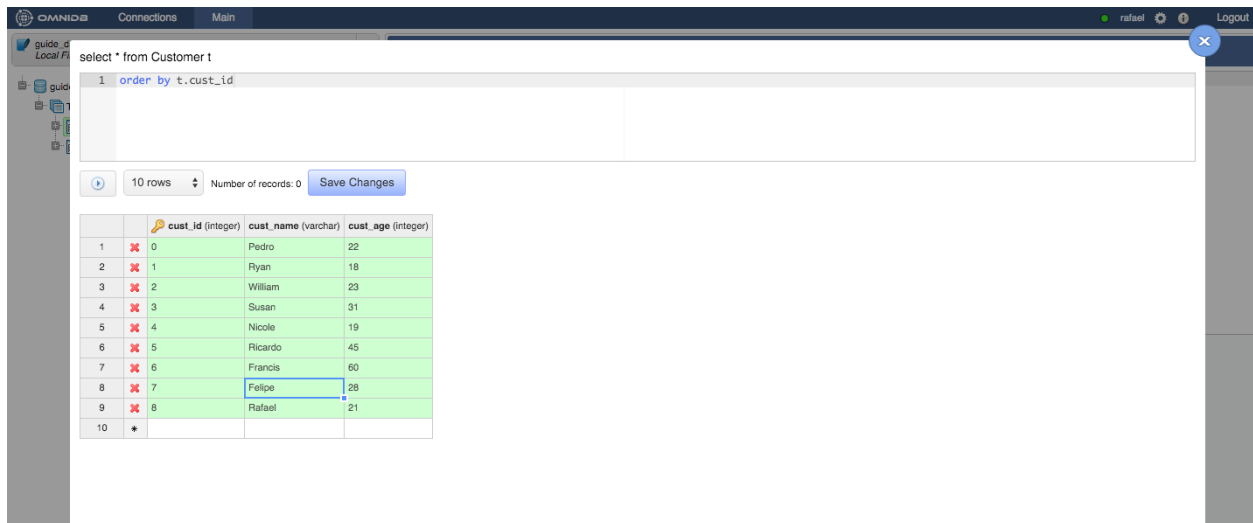 OMNIDB Connections Main rafael Logout
guide_d
Local Fi
select * from Customer t
guid
T
1 order by t.cust_id
10 rows Number of records: 0 Save Changes
cust_id (integer) cust_name (varchar) cust_age (integer)
1 0 Pedro 22
2 1 Ryan 18
3 2 William 23
4 3 Susan 31
5 4 Nicole 19
6 5 Ricardo 45
7 6 Francis 60
8 7 Felipe 28
9 8 Rafael 21
10 *